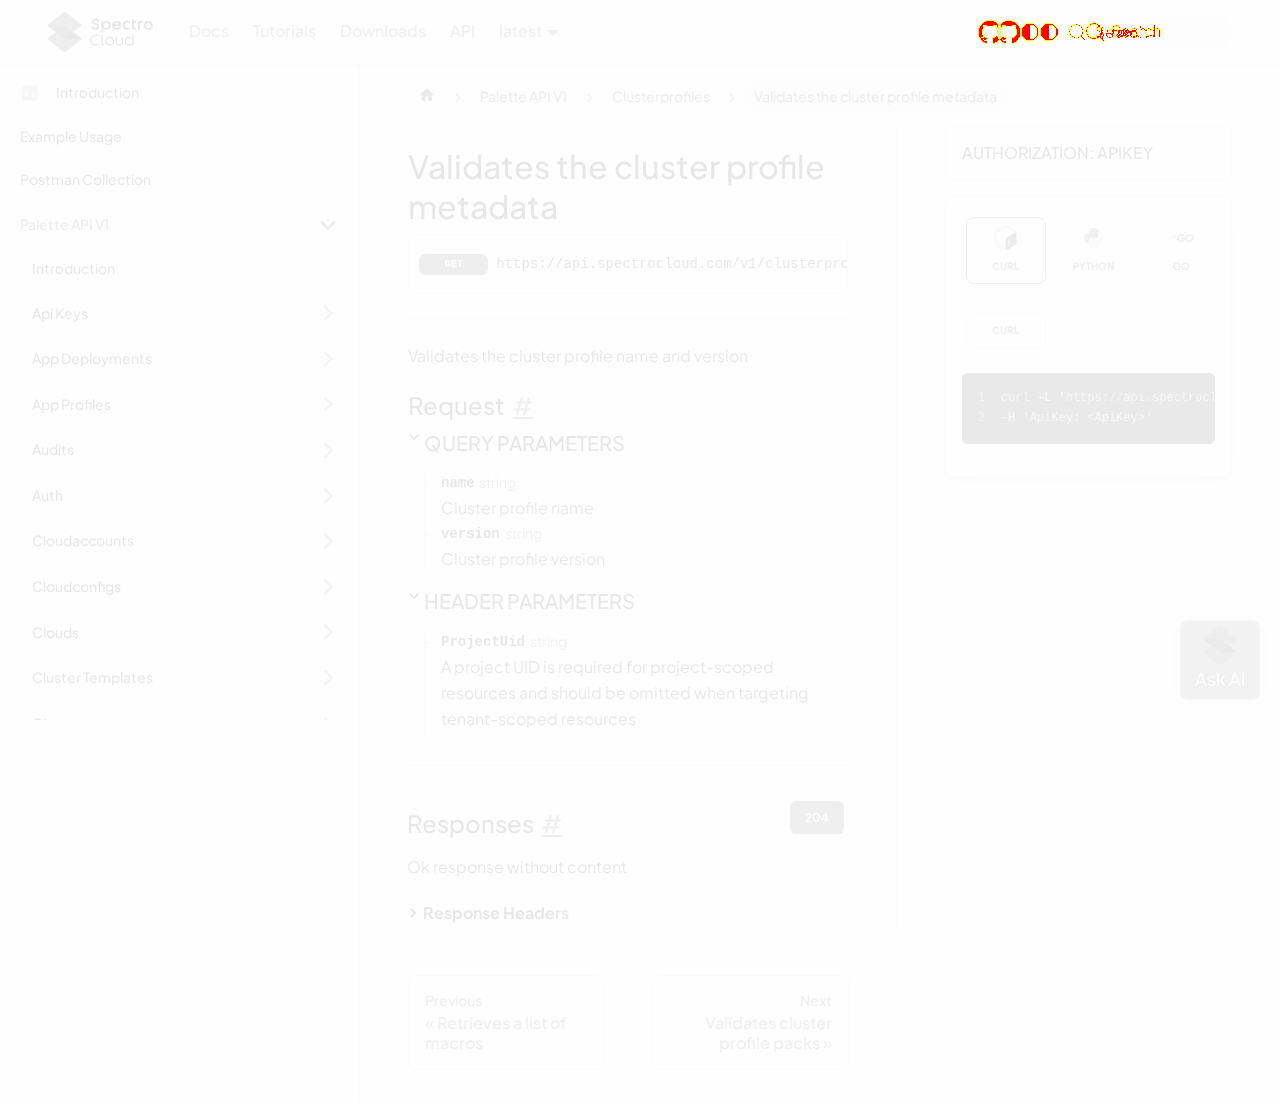 Spectro Cloud
Docs Tutorials Downloads API latest
Search
Introduction
Example Usage
Postman Collection
Palette API V1
Introduction
Api Keys
App Deployments
App Profiles
Audits
Auth
Cloudaccounts
Cloudconfigs
Clouds
Cluster Templates
Palette API V1 Clusterprofiles Validates the cluster profile metadata
Validates the cluster profile
metadata
GET https://api.spectrocloud.com/v1/clusterprc
Validates the cluster profile name and version
Request #
QUERY PARAMETERS
name string
Cluster profile name
version string
Cluster profile version
HEADER PARAMETERS
ProjectUid string
A project UID is required for project-scoped
resources and should be omitted when targeting
tenant-scoped resources
Responses #
204
Ok response without content
Response Headers
Previous
« Retrieves a list of
macros
Next
Validates cluster
profile packs »
AUTHORIZATION: APIKEY
CURL PYTHON GO
CURL
1 curl -L 'https://api.spectrocl
2 -H 'ApiKey: <ApiKey>'
Ask AI